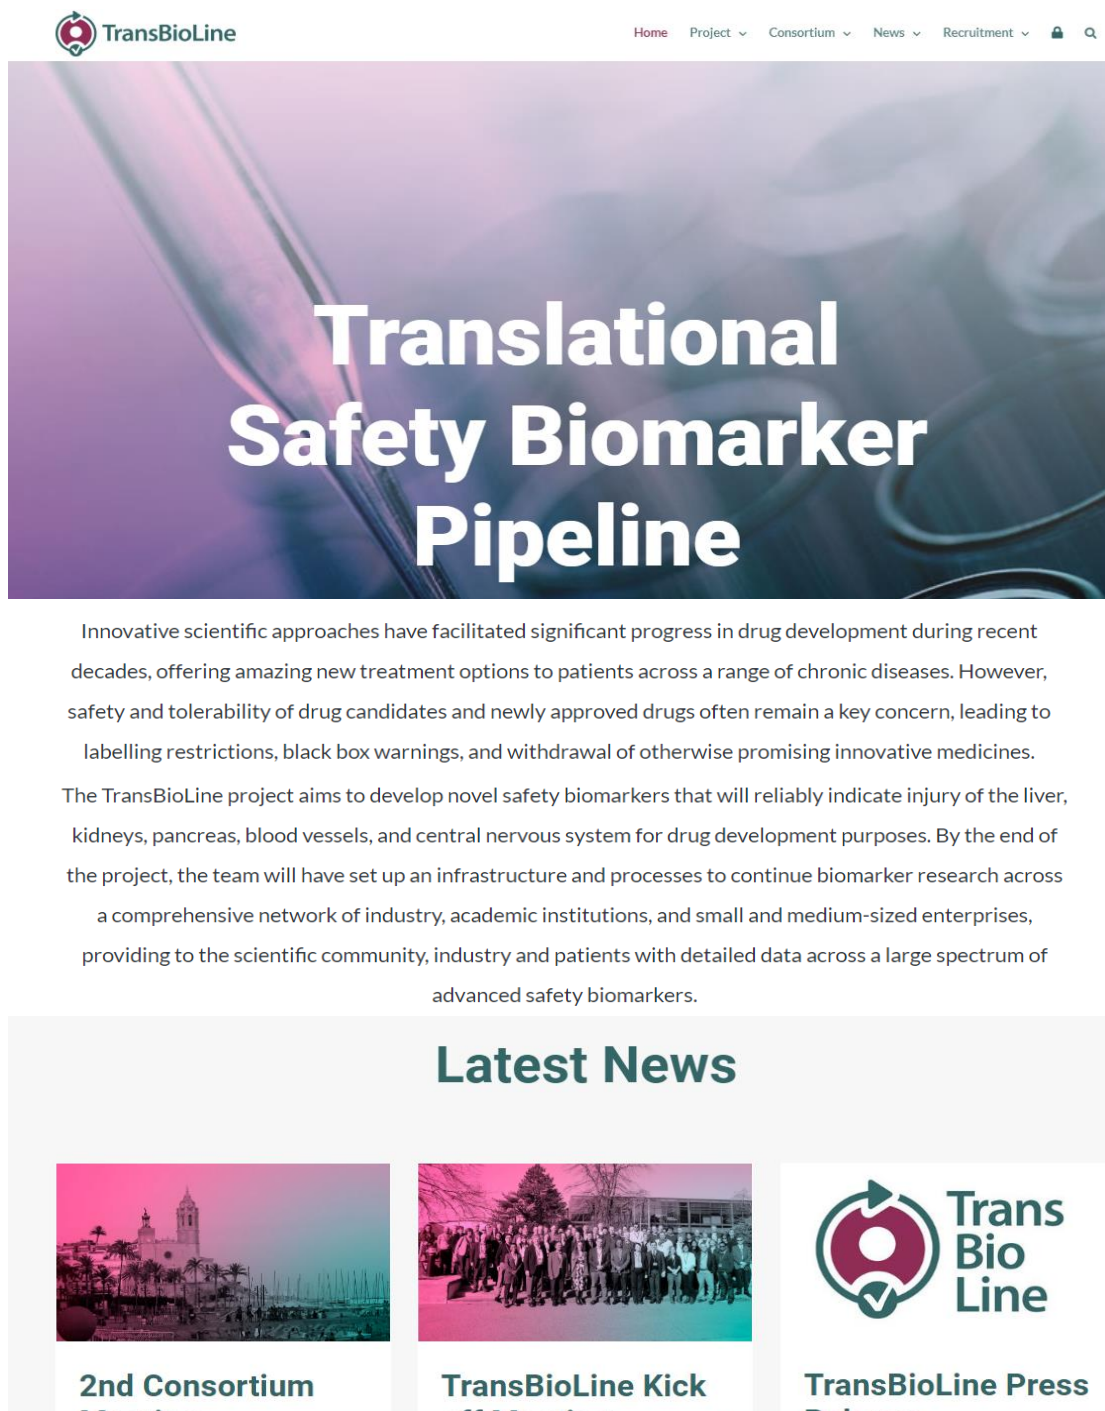 TransBioLine
Home Project Consortium News Recruitment
Translational
Safety Biomarker
Pipeline
Innovative scientific approaches have facilitated significant progress in drug development during recent
decades, offering amazing new treatment options to patients across a range of chronic diseases. However,
safety and tolerability of drug candidates and newly approved drugs often remain a key concern, leading to
labelling restrictions, black box warnings, and withdrawal of otherwise promising innovative medicines.
The TransBioLine project aims to develop novel safety biomarkers that will reliably indicate injury of the liver,
kidneys, pancreas, blood vessels, and central nervous system for drug development purposes. By the end of
the project, the team will have set up an infrastructure and processes to continue biomarker research across
a comprehensive network of industry, academic institutions, and small and medium-sized enterprises,
providing to the scientific community, industry and patients with detailed data across a large spectrum of
advanced safety biomarkers.
Latest News
Trans
Bio
Line
2nd Consortium
TransBioLine Kick
TransBioLine Press